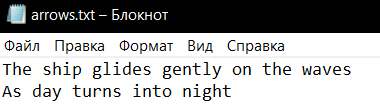 arrows.txt – Блокнот
Файл Правка Формат Вид Справка
The ship glides gently on the waves
As day turns into night